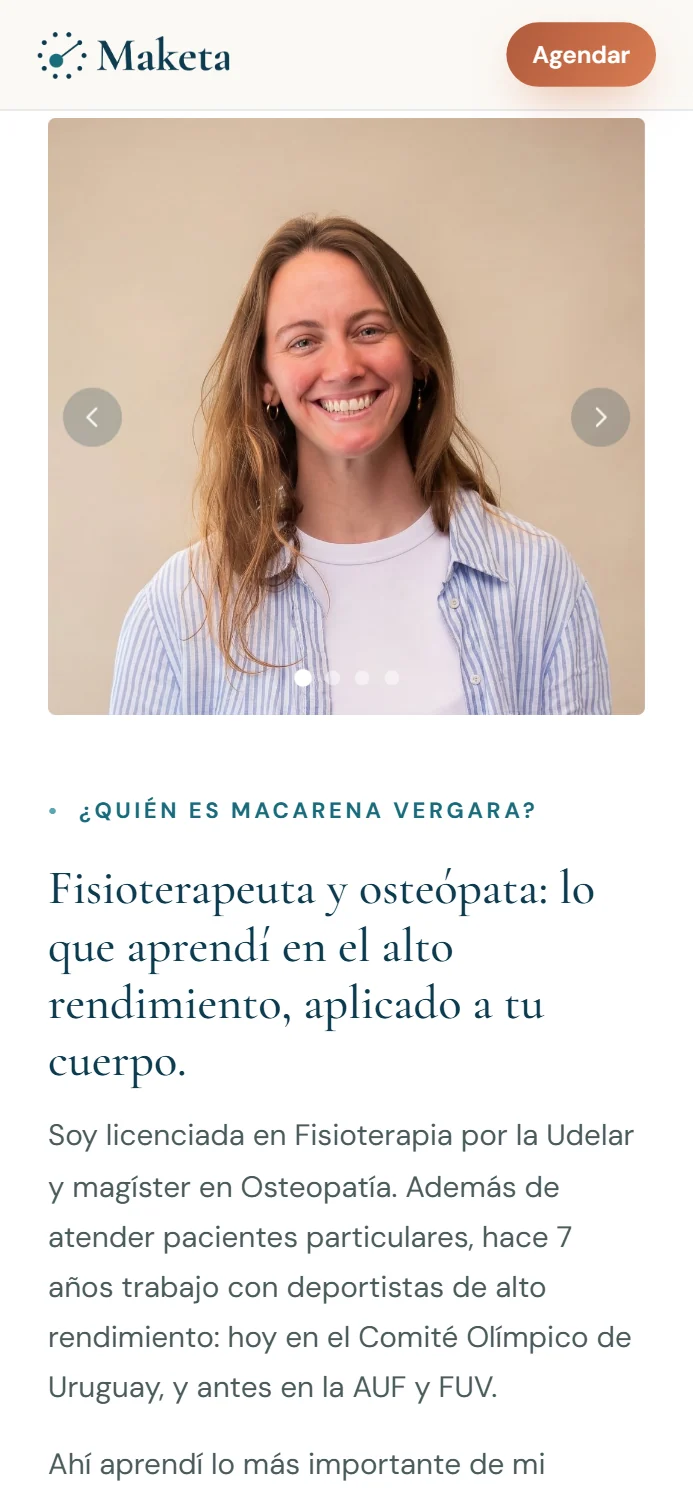 Maketa
Agendar
• ¿QUIÉN ES MACARENA VERGARA?
Fisioterapeuta y osteópata: lo
que aprendí en el alto
rendimiento, aplicado a tu
cuerpo.
Soy licenciada en Fisioterapia por la Udelar
y magíster en Osteopatía. Además de
atender pacientes particulares, hace 7
años trabajo con deportistas de alto
rendimiento: hoy en el Comité Olímpico de
Uruguay, y antes en la AUF y FUV.
Ahí aprendí lo más importante de mi